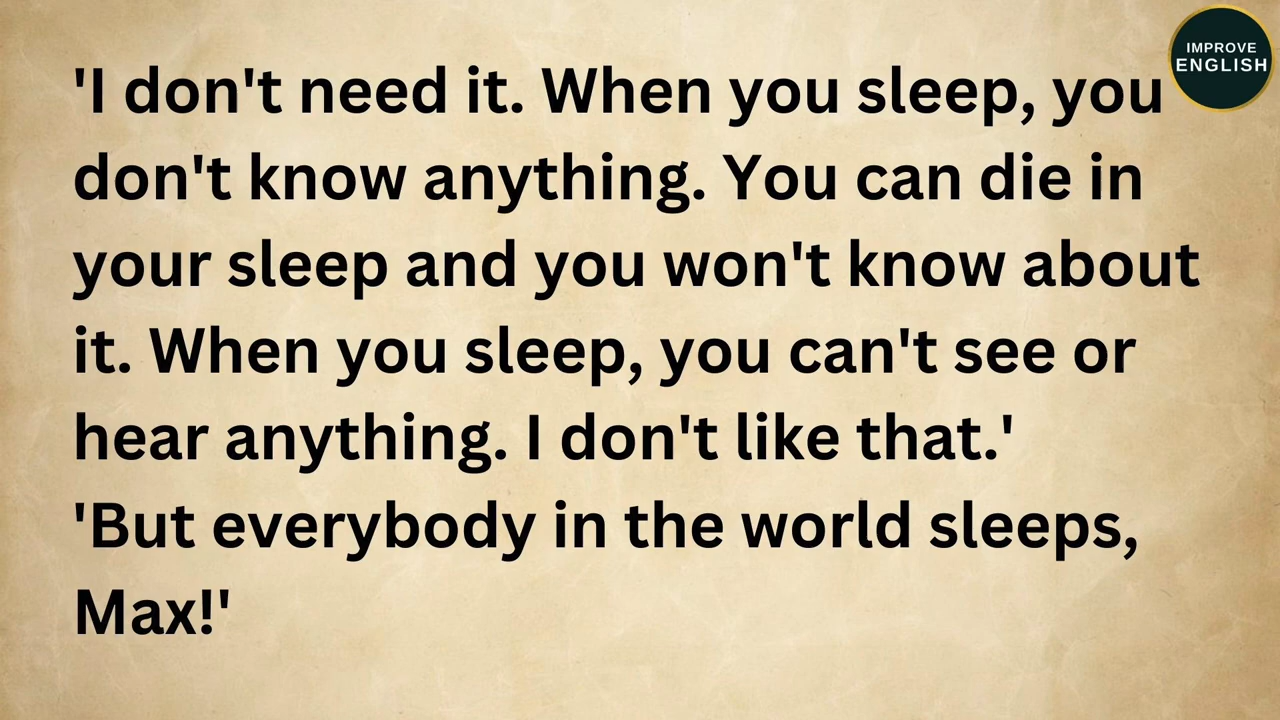 IMPROVE
ENGLISH
'I don't need it. When you sleep, you
don't know anything. You can die in
your sleep and you won't know about
it. When you sleep, you can't see or
hear anything. I don't like that.'
'But everybody in the world sleeps,
Max!'